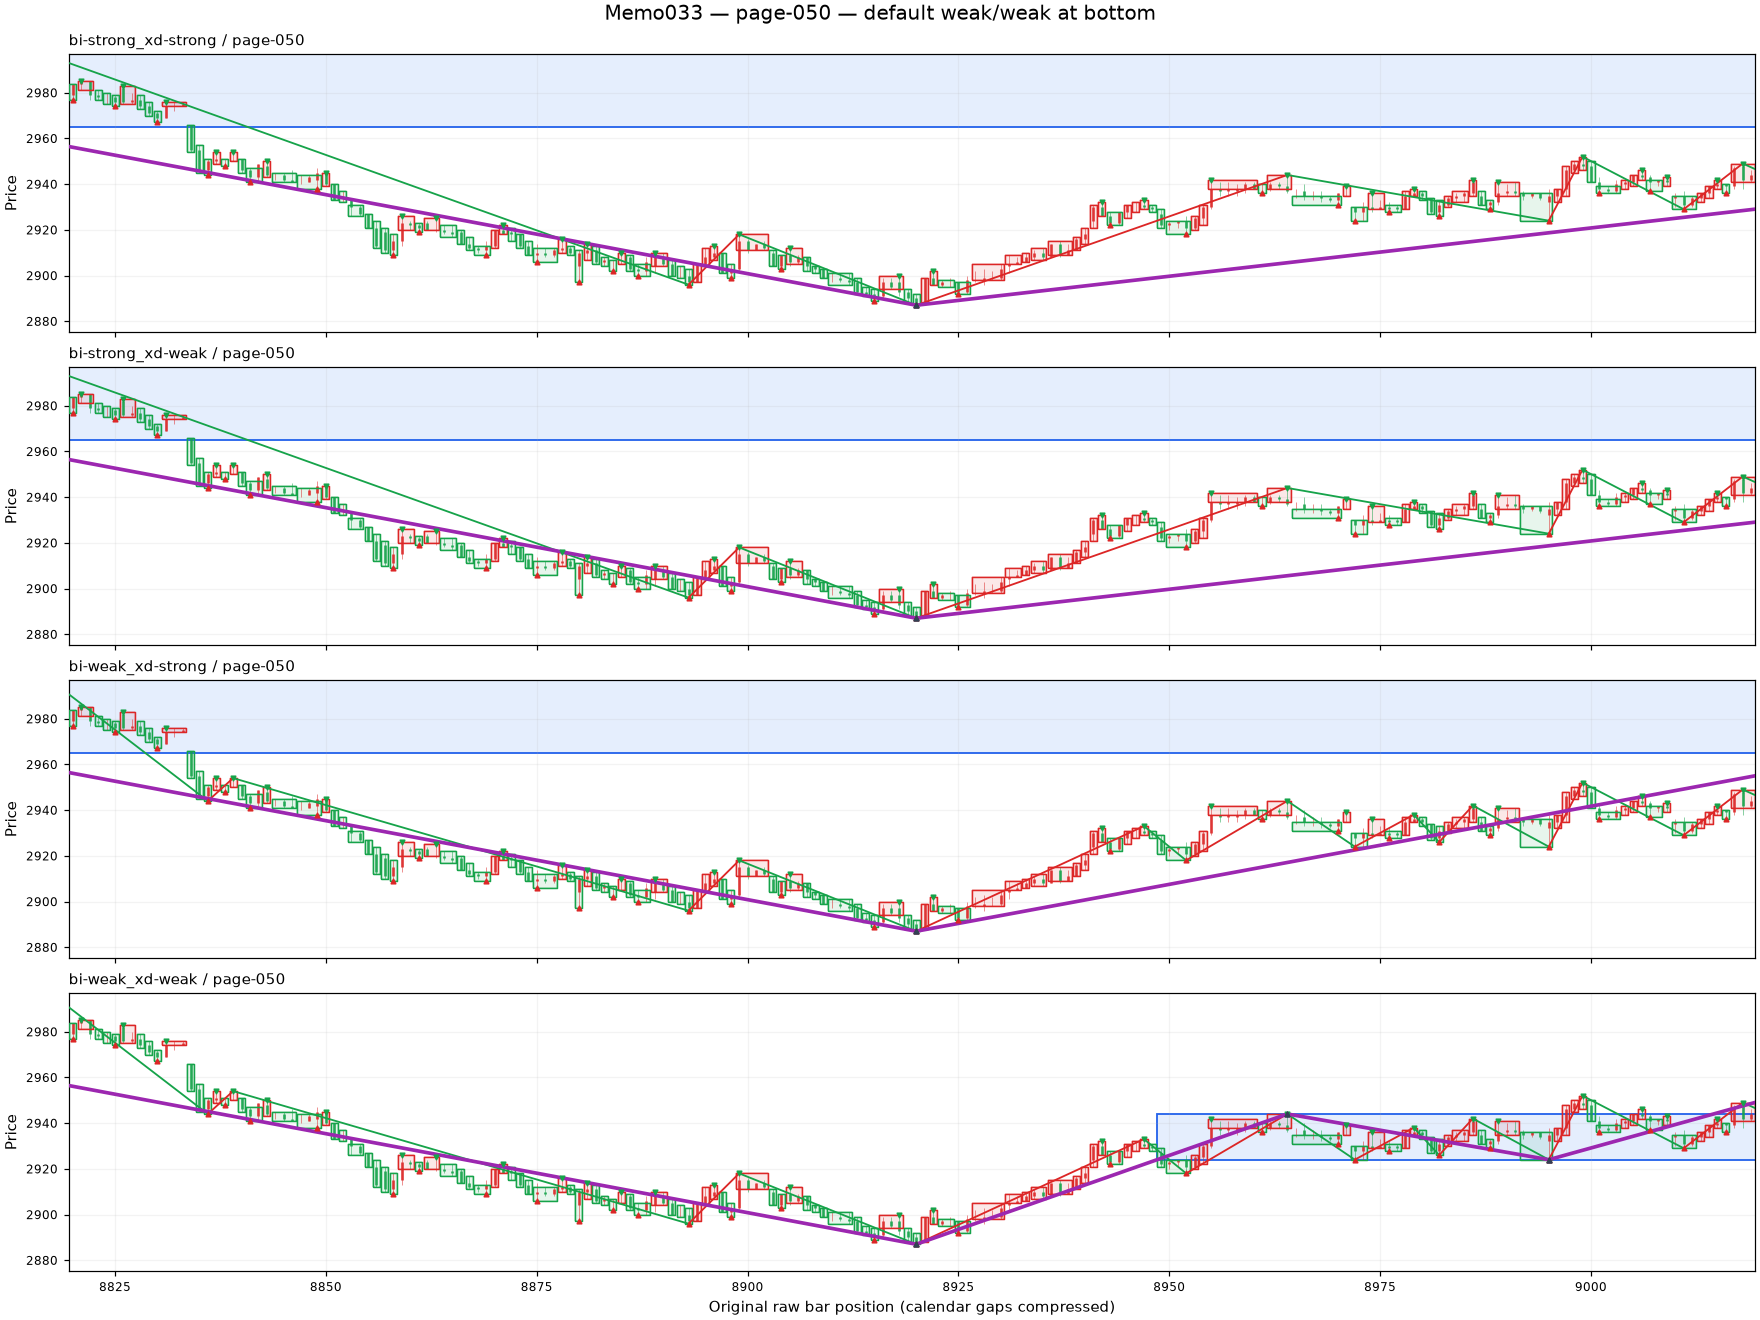 Memo033 — page-050 — default weak/weak at bottom
bi-strong_xd-strong / page-050
Price
2980
2960
2940
2920
2900
2880
bi-strong_xd-weak / page-050
Price
2980
2960
2940
2920
2900
2880
bi-weak_xd-strong / page-050
Price
2980
2960
2940
2920
2900
2880
bi-weak_xd-weak / page-050
Price
2980
2960
2940
2920
2900
2880
8825 8850 8875 8900 8925 8950 8975 9000
Original raw bar position (calendar gaps compressed)